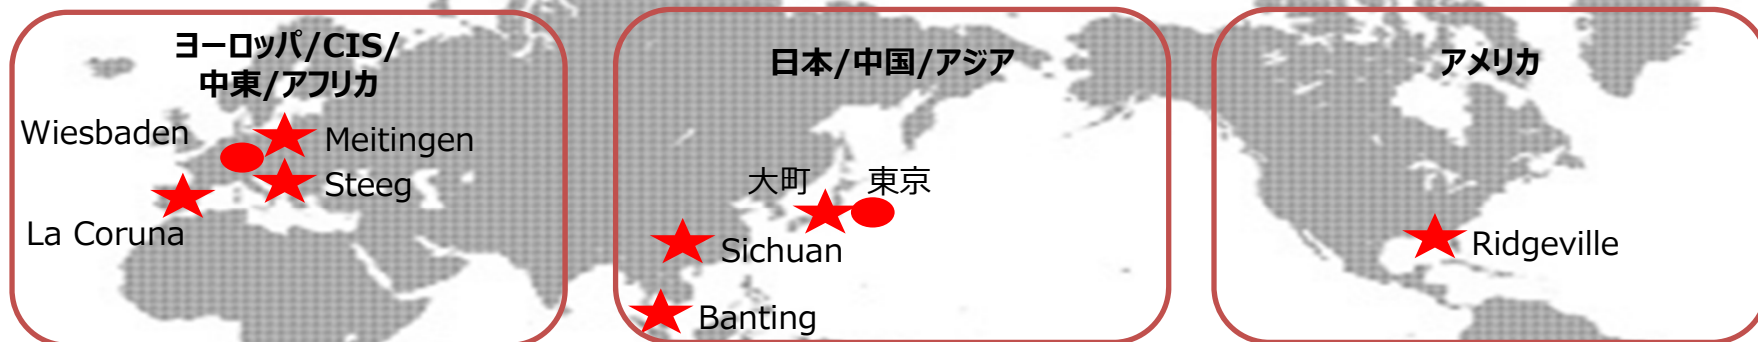 ヨーロッパ/CIS/
中東/アフリカ
Wiesbaden
Meitingen
Steeg
La Coruna
日本/中国/アジア
大町
東京
Sichuan
Banting
アメリカ
Ridgeville